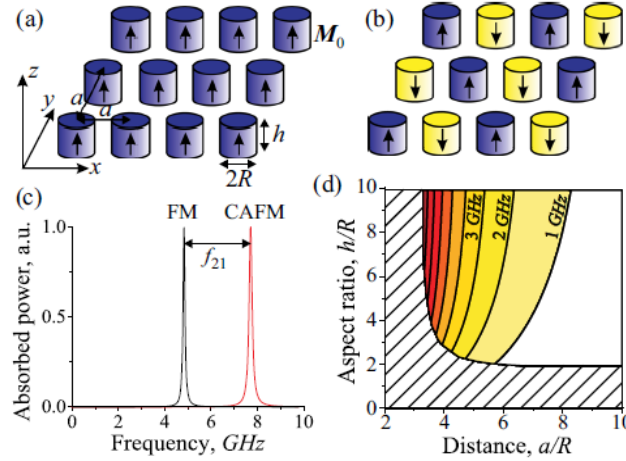 (a)
M₀
z
y
a
a
x
h
2R
(b)
(c)
FM CAFM
f₂₁
Absorbed power, a.u.
1.0
0.5
0.0
0 2 4 6 8 10
Frequency, GHz
(d)
3 GHz
2 GHz
1 GHz
Aspect ratio, h/R
10
8
6
4
2
0
2 4 6 8 10
Distance, a/R